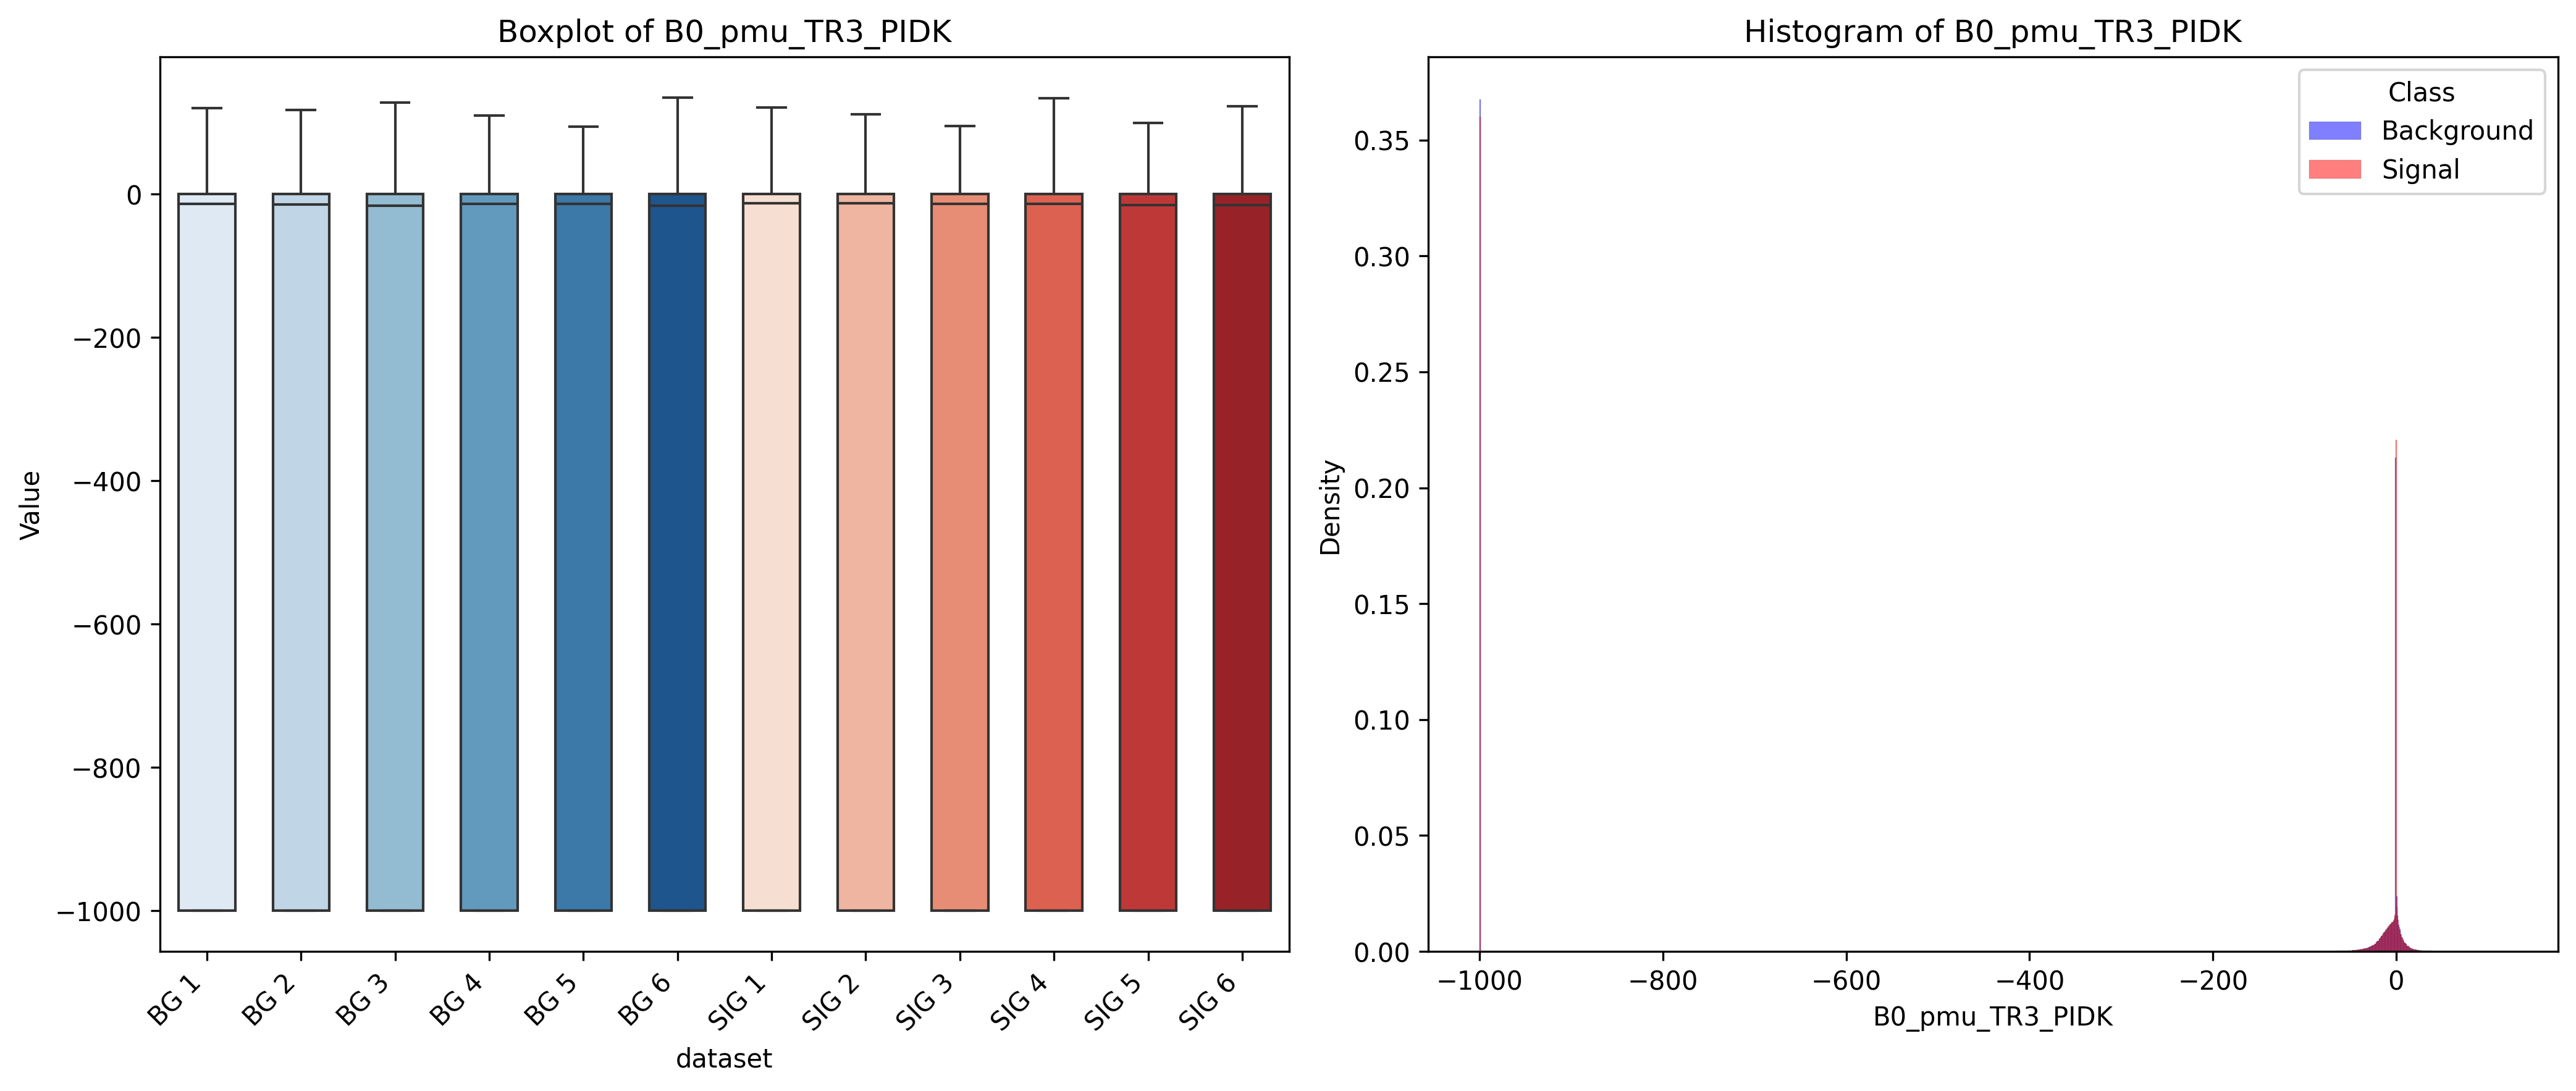 Boxplot of B0_pmu_TR3_PIDK
Value
0
−200
−400
−600
−800
−1000
BG 1
BG 2
BG 3
BG 4
BG 5
BG 6
SIG 1
SIG 2
SIG 3
SIG 4
SIG 5
SIG 6
dataset
Histogram of B0_pmu_TR3_PIDK
Class
Background
Signal
Density
0.35
0.30
0.25
0.20
0.15
0.10
0.05
0.00
−1000
−800
−600
−400
−200
0
B0_pmu_TR3_PIDK